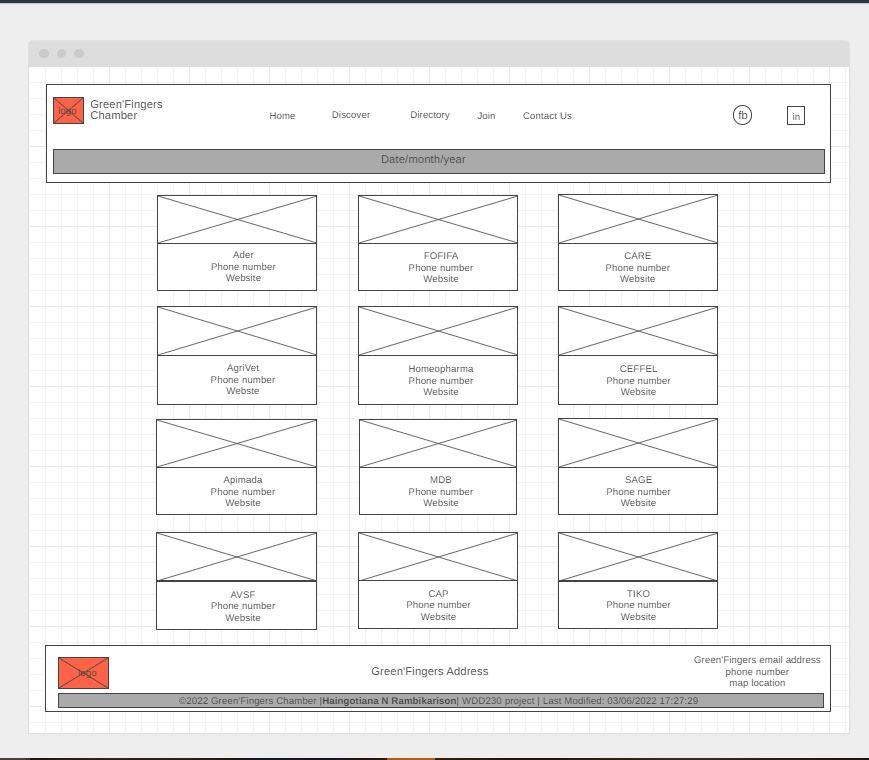 logo
Green'Fingers
Chamber
Home Discover Directory Join Contact Us
fb
in
Date/month/year
Ader
Phone number
Website
FOFIFA
Phone number
Website
CARE
Phone number
Website
AgriVet
Phone number
Webste
Homeopharma
Phone number
Website
CEFFEL
Phone number
Website
Apimada
Phone number
Website
MDB
Phone number
Website
SAGE
Phone number
Website
AVSF
Phone number
Website
CAP
Phone number
Website
TIKO
Phone number
Website
logo
Green'Fingers Address
Green'Fingers email address
phone number
map location
©2022 Green'Fingers Chamber |Haingotiana N Rambikarison| WDD230 project | Last Modified: 03/06/2022 17:27:29